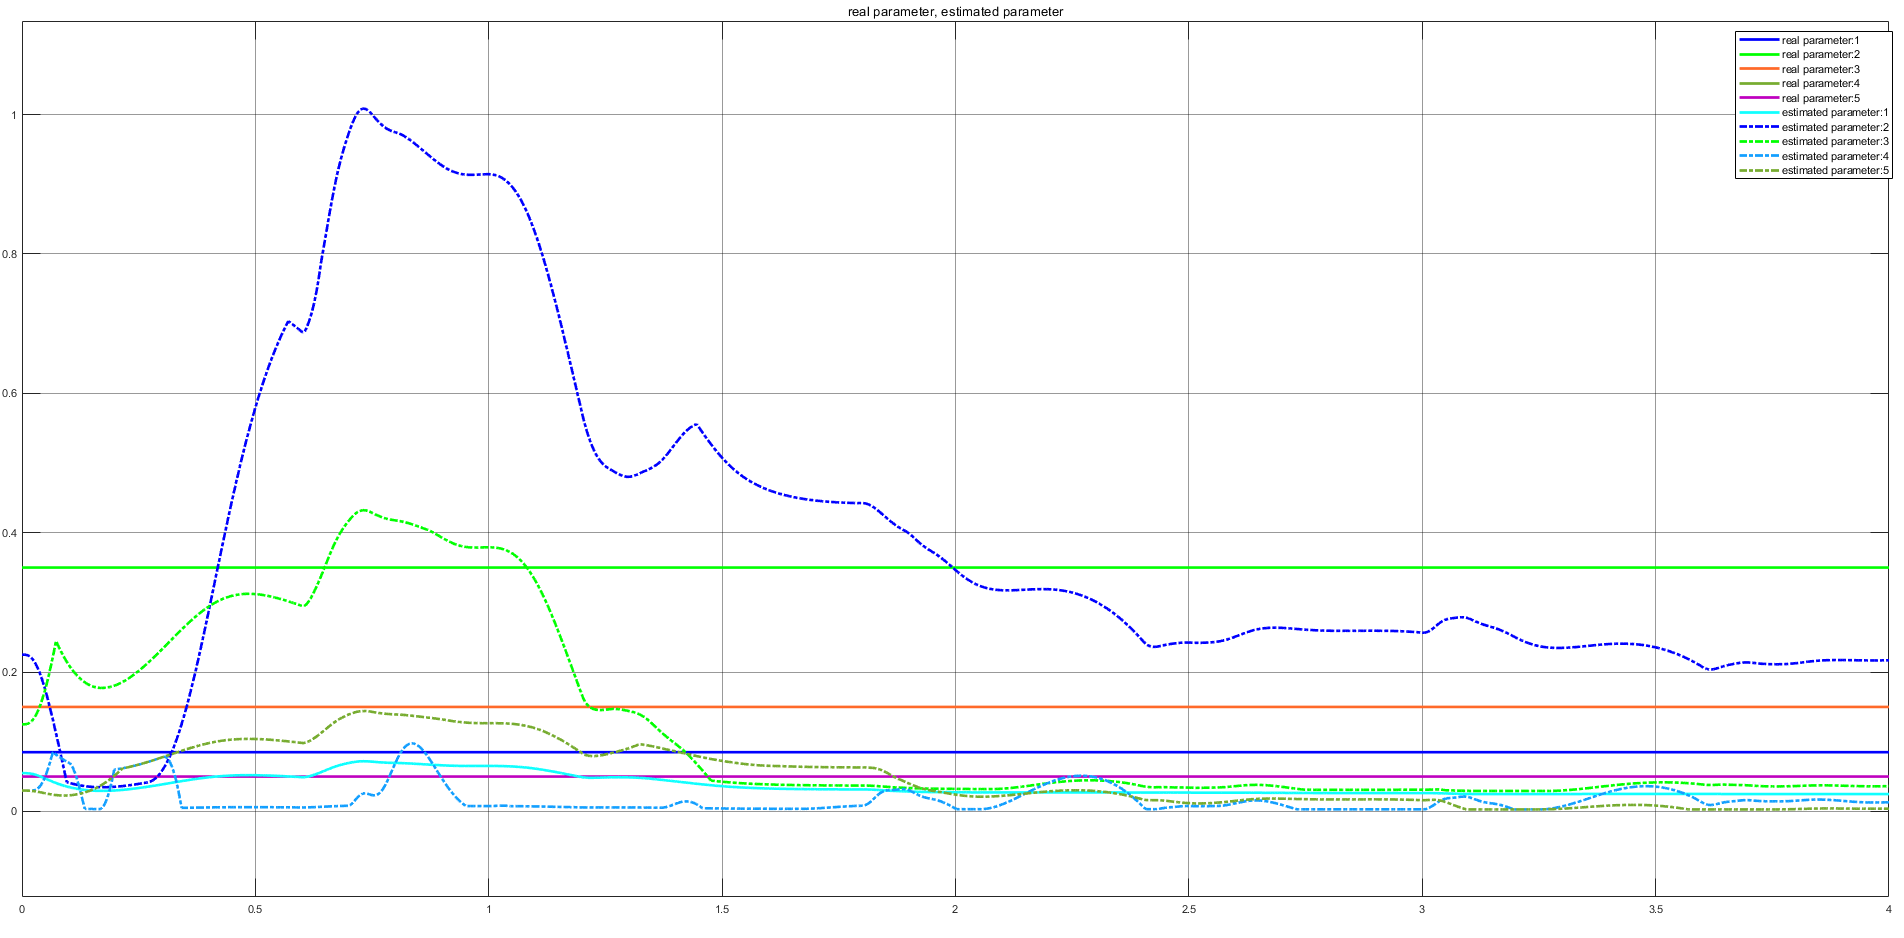 real parameter, estimated parameter
real parameter:1
real parameter:2
real parameter:3
real parameter:4
real parameter:5
estimated parameter:1
estimated parameter:2
estimated parameter:3
estimated parameter:4
estimated parameter:5
1
0.8
0.6
0.4
0.2
0
0 0.5 1 1.5 2 2.5 3 3.5 4